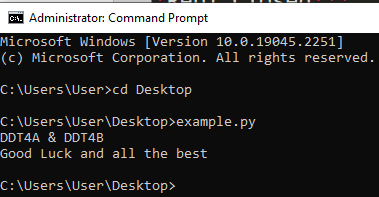 Administrator: Command Prompt
Microsoft Windows [Version 10.0.19045.2251]
(c) Microsoft Corporation. All rights reserved.
C:\Users\User>cd Desktop
C:\Users\User\Desktop>example.py
DDT4A & DDT4B
Good Luck and all the best
C:\Users\User\Desktop>